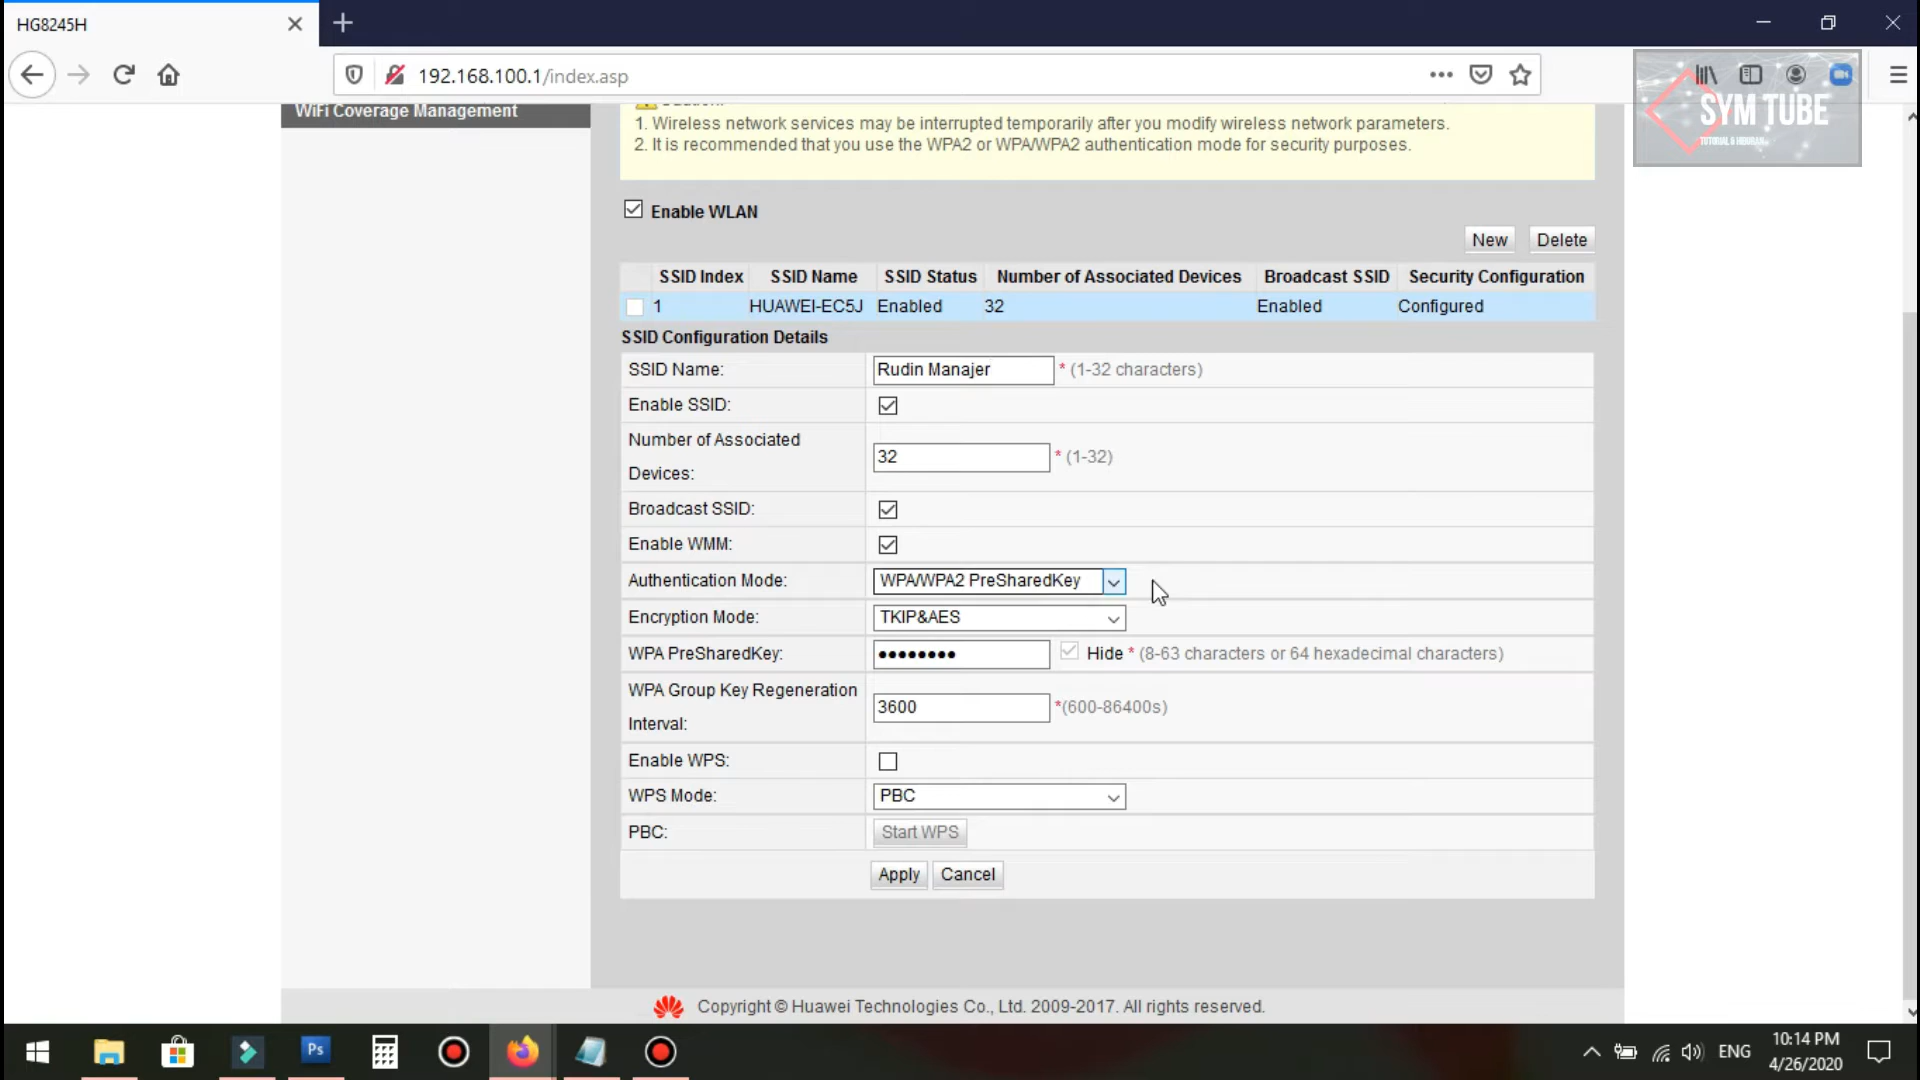 HG8245H
192.168.100.1/index.asp
SYM TUBE
TUTORIAL & HIBURAN
WiFi Coverage Management
1. Wireless network services may be interrupted temporarily after you modify wireless network parameters.
2. It is recommended that you use the WPA2 or WPA/WPA2 authentication mode for security purposes.
Enable WLAN
New Delete
SSID Index SSID Name SSID Status Number of Associated Devices Broadcast SSID Security Configuration
1 HUAWEI-EC5J Enabled 32 Enabled Configured
SSID Configuration Details
SSID Name: Rudin Manajer * (1-32 characters)
Enable SSID:
Number of Associated
Devices: 32 * (1-32)
Broadcast SSID:
Enable WMM:
Authentication Mode: WPA/WPA2 PreSharedKey
Encryption Mode: TKIP&AES
WPA PreSharedKey: ●●●●●●●● Hide * (8-63 characters or 64 hexadecimal characters)
WPA Group Key Regeneration
Interval: 3600 *(600-86400s)
Enable WPS:
WPS Mode: PBC
PBC: Start WPS
Apply Cancel
Copyright © Huawei Technologies Co., Ltd. 2009-2017. All rights reserved.
Ps
ENG
10:14 PM
4/26/2020